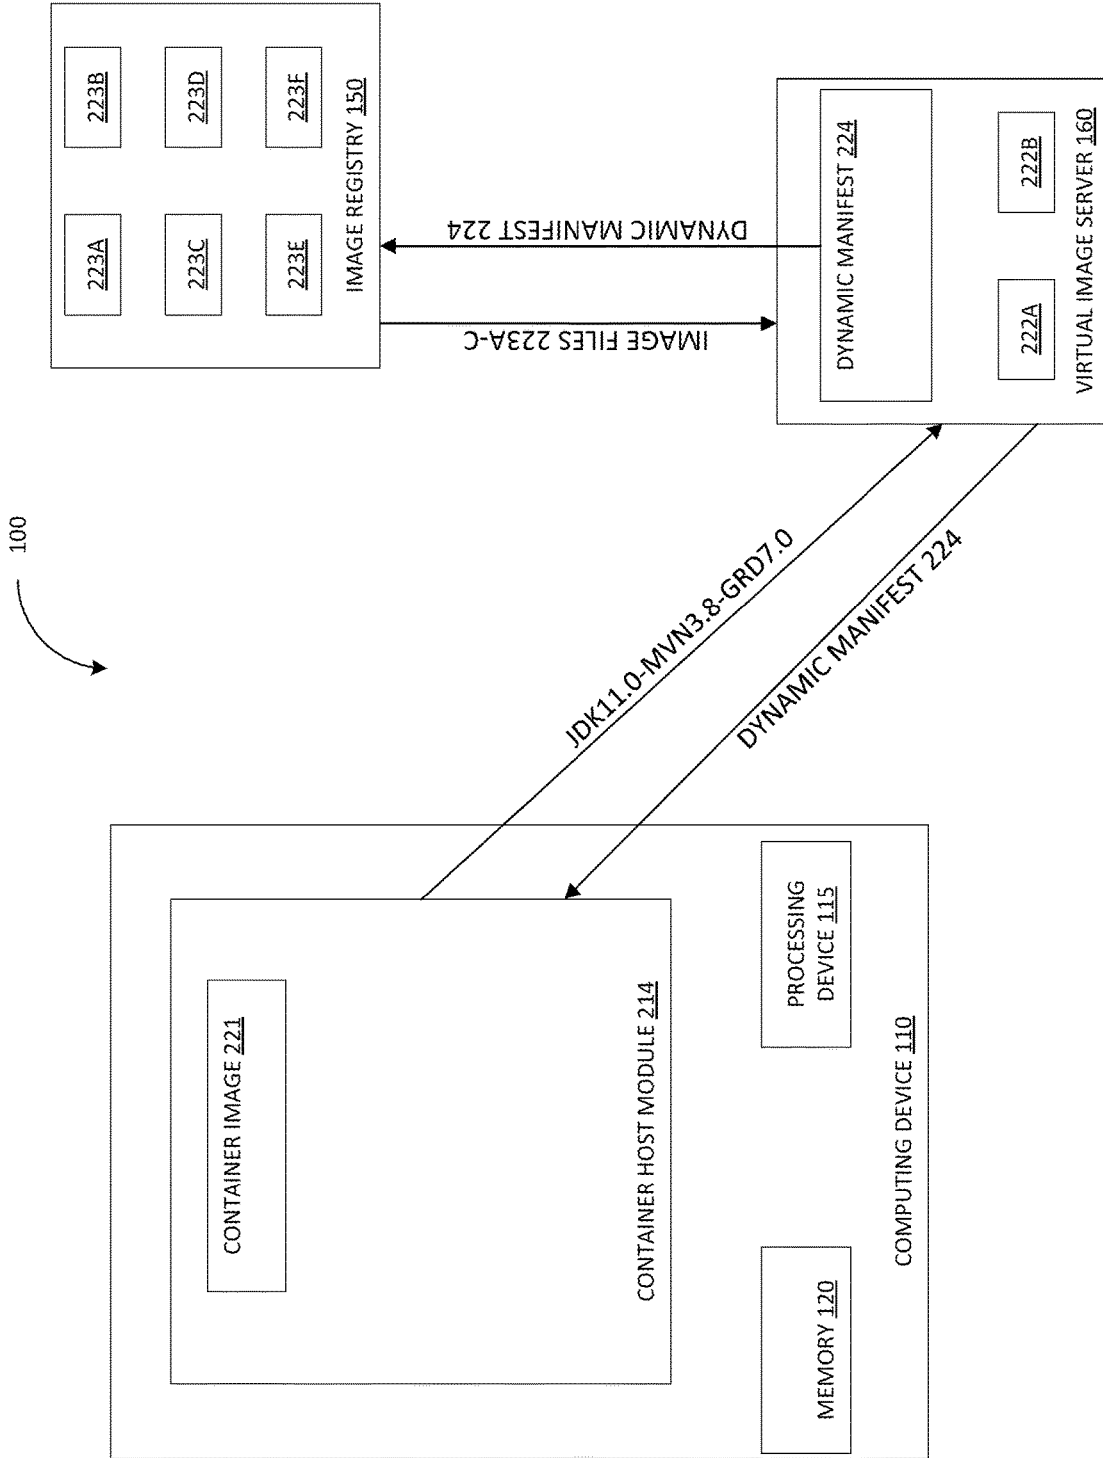 100
CONTAINER IMAGE 221
CONTAINER HOST MODULE 214
MEMORY 120
PROCESSING
DEVICE 115
COMPUTING DEVICE 110
JDK11.0-MVN3.8-GRD7.0
DYNAMIC MANIFEST 224
223A
223B
223C
223D
223E
223F
IMAGE REGISTRY 150
IMAGE FILES 223A-C
DYNAMIC MANIFEST 224
DYNAMIC MANIFEST 224
222A
222B
VIRTUAL IMAGE SERVER 160